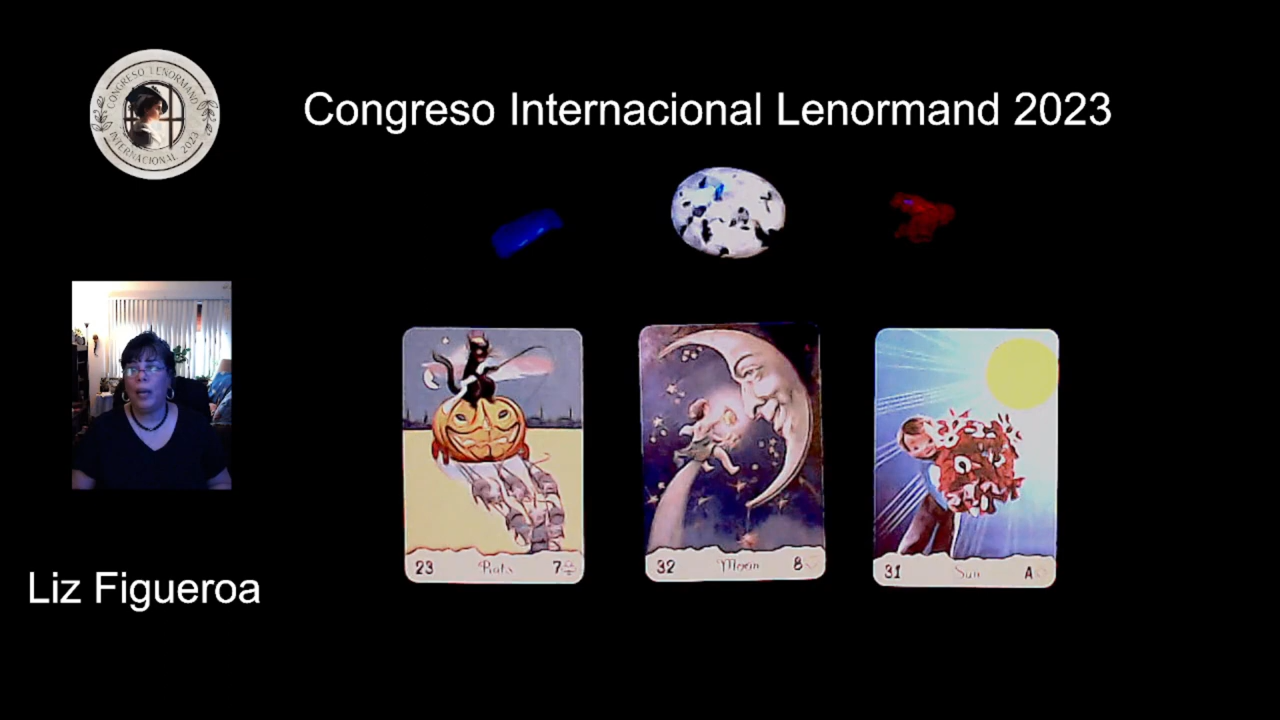 CONGRESO LENORMAND
INTERNACIONAL 2023
Congreso Internacional Lenormand 2023
23 Rats 7
32 Moon 8
31 Sun A
Liz Figueroa